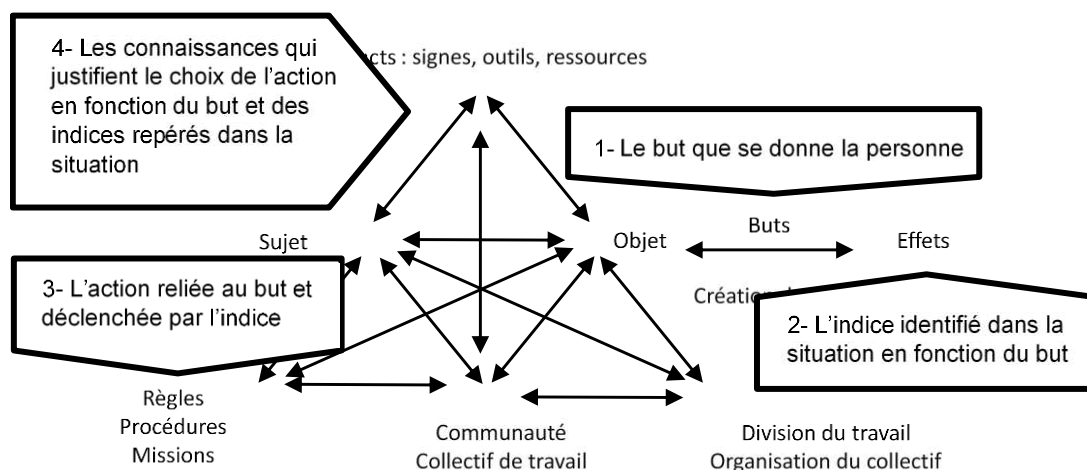 4- Les connaissances qui
justifient le choix de l'action
en fonction du but et des
indices repérés dans la
situation
: signes, outils, ressources
1- Le but que se donne la personne
Sujet
Objet
Buts
Effets
3- L'action reliée au but et
déclenchée par l'indice
2- L'indice identifié dans la
situation en fonction du but
Règles
Procédures
Missions
Communauté
Collectif de travail
Division du travail
Organisation du collectif